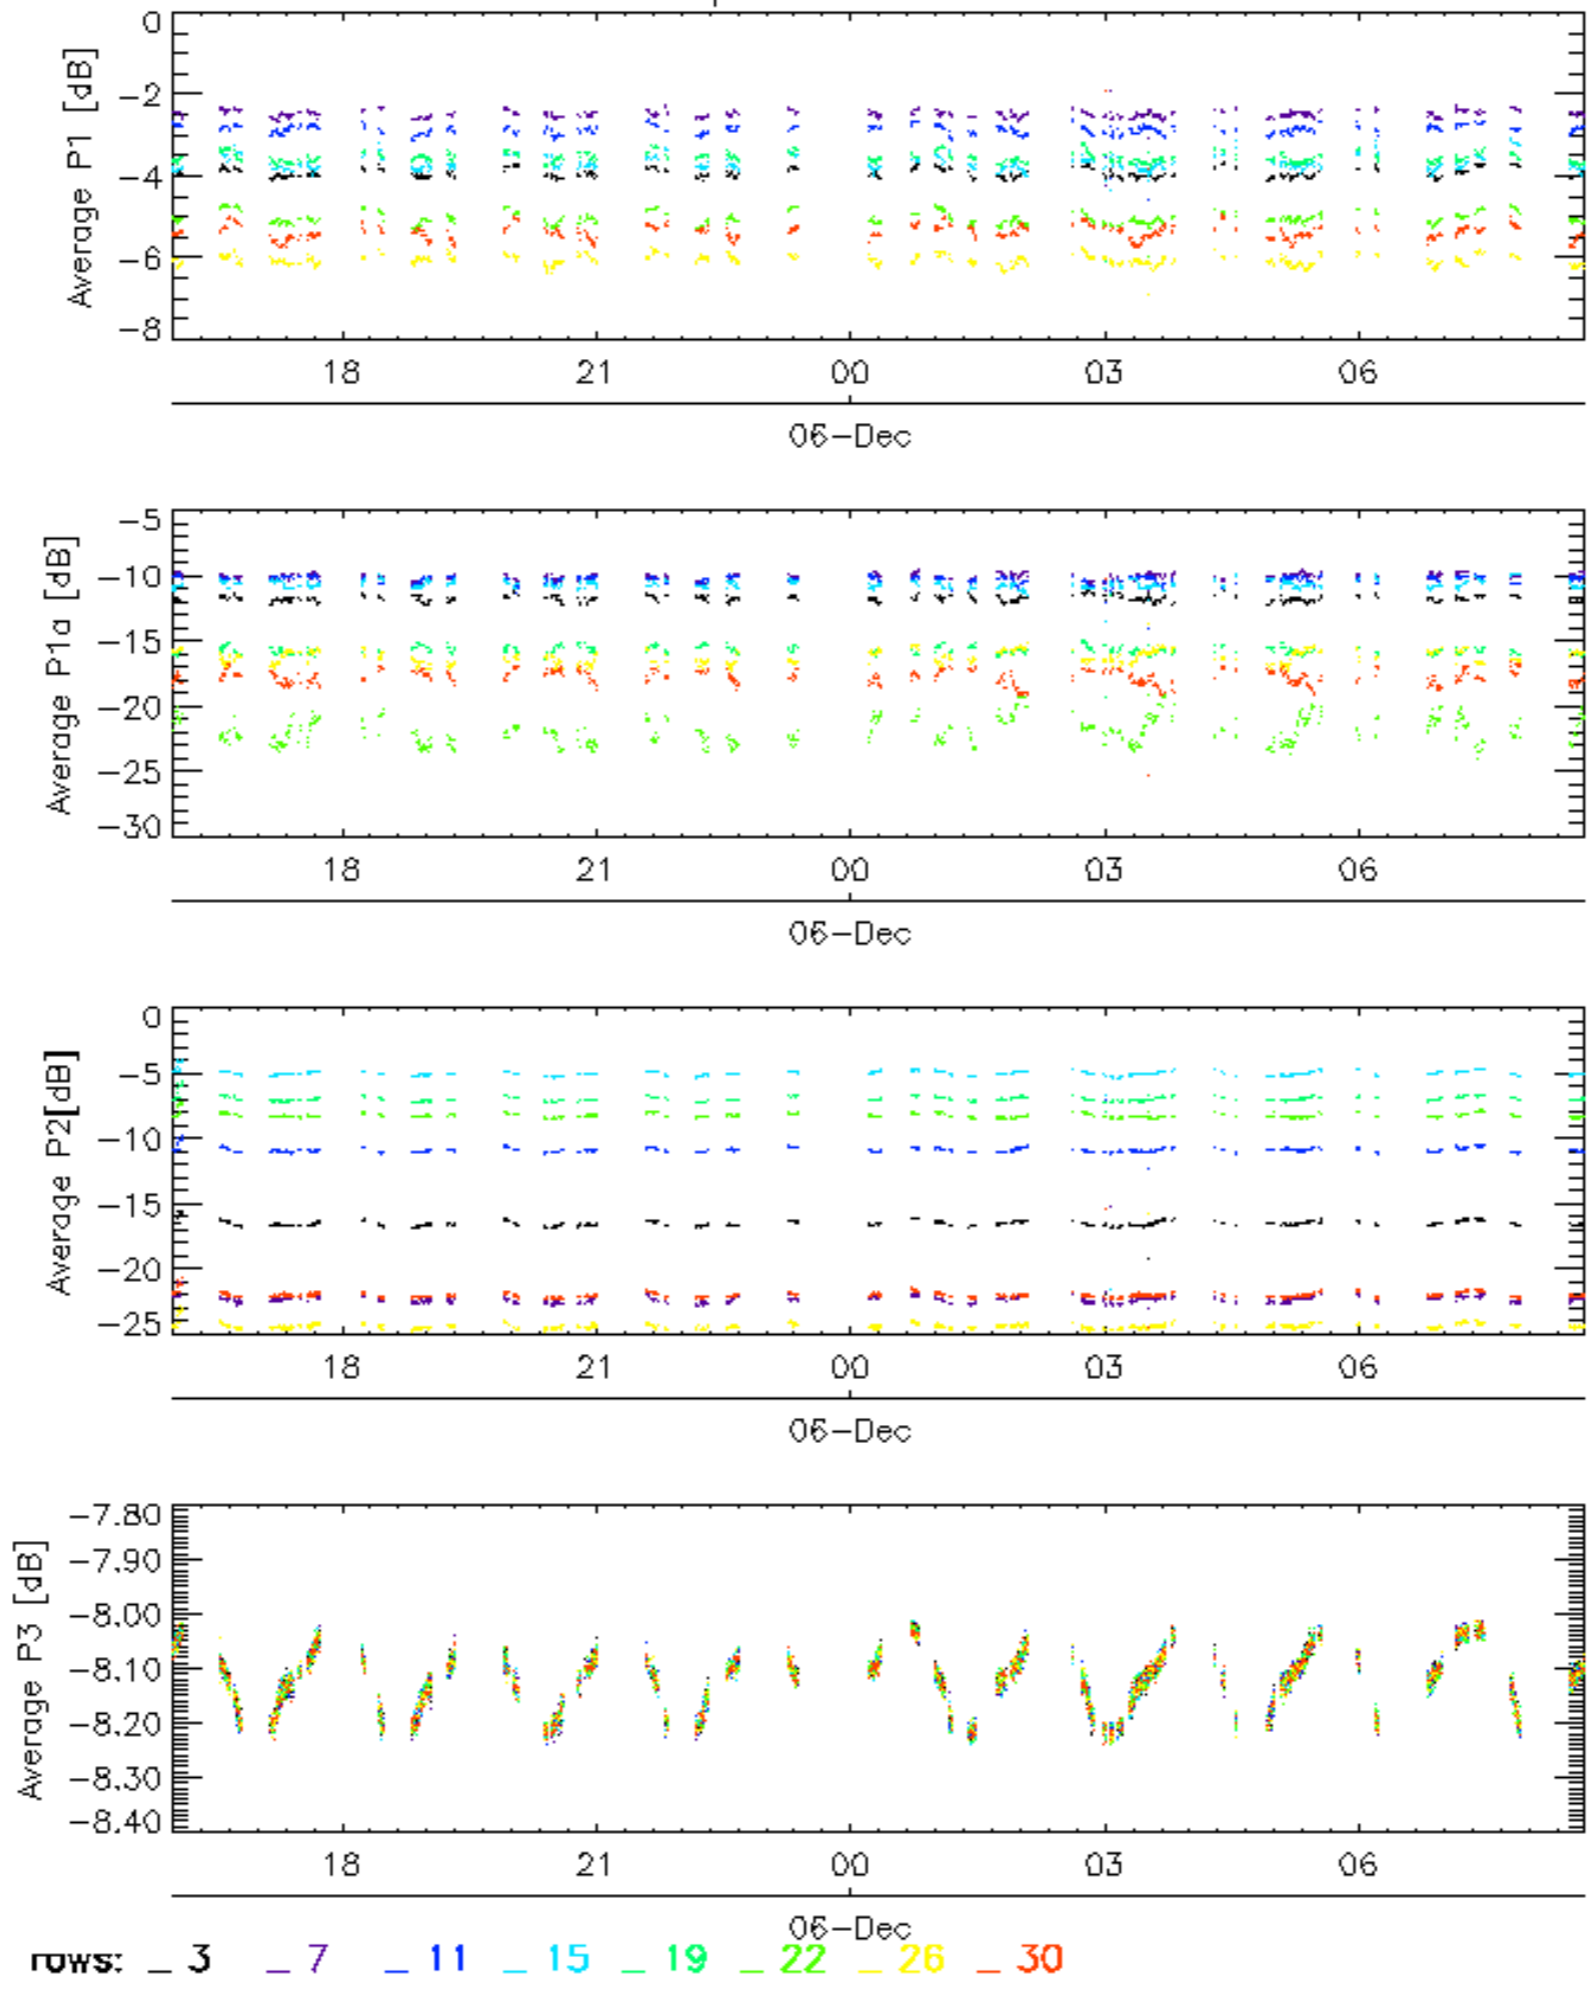 Average P1 [dB]
0
−2
−4
−6
−8
18 21 00 03 06
06−Dec
Average P1a [dB]
−5
−10
−15
−20
−25
−30
18 21 00 03 06
06−Dec
Average P2[dB]
0
−5
−10
−15
−20
−25
18 21 00 03 06
06−Dec
Average P3 [dB]
−7.80
−7.90
−8.00
−8.10
−8.20
−8.30
−8.40
18 21 00 03 06
06−Dec
rows: _ 3 _ 7 _ 11 _ 15 _ 19 _ 22 _ 26 _ 30